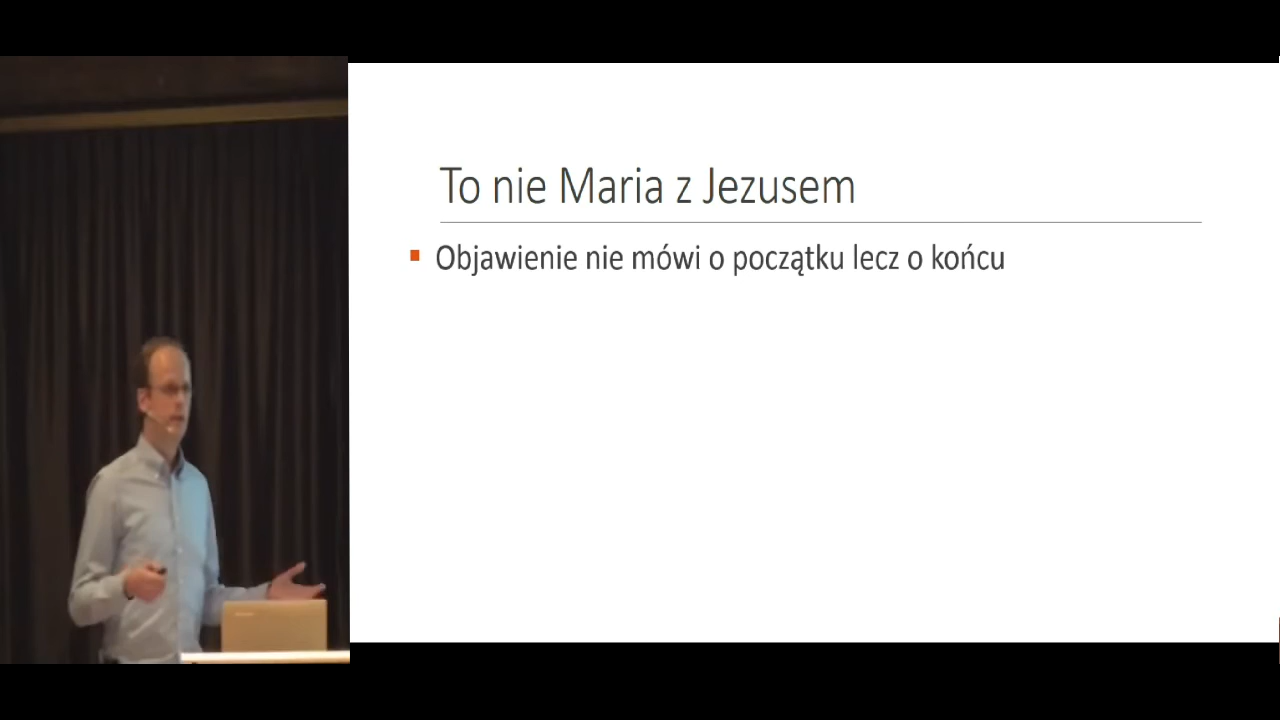 To nie Maria z Jezusem
Objawienie nie mówi o początku lecz o końcu